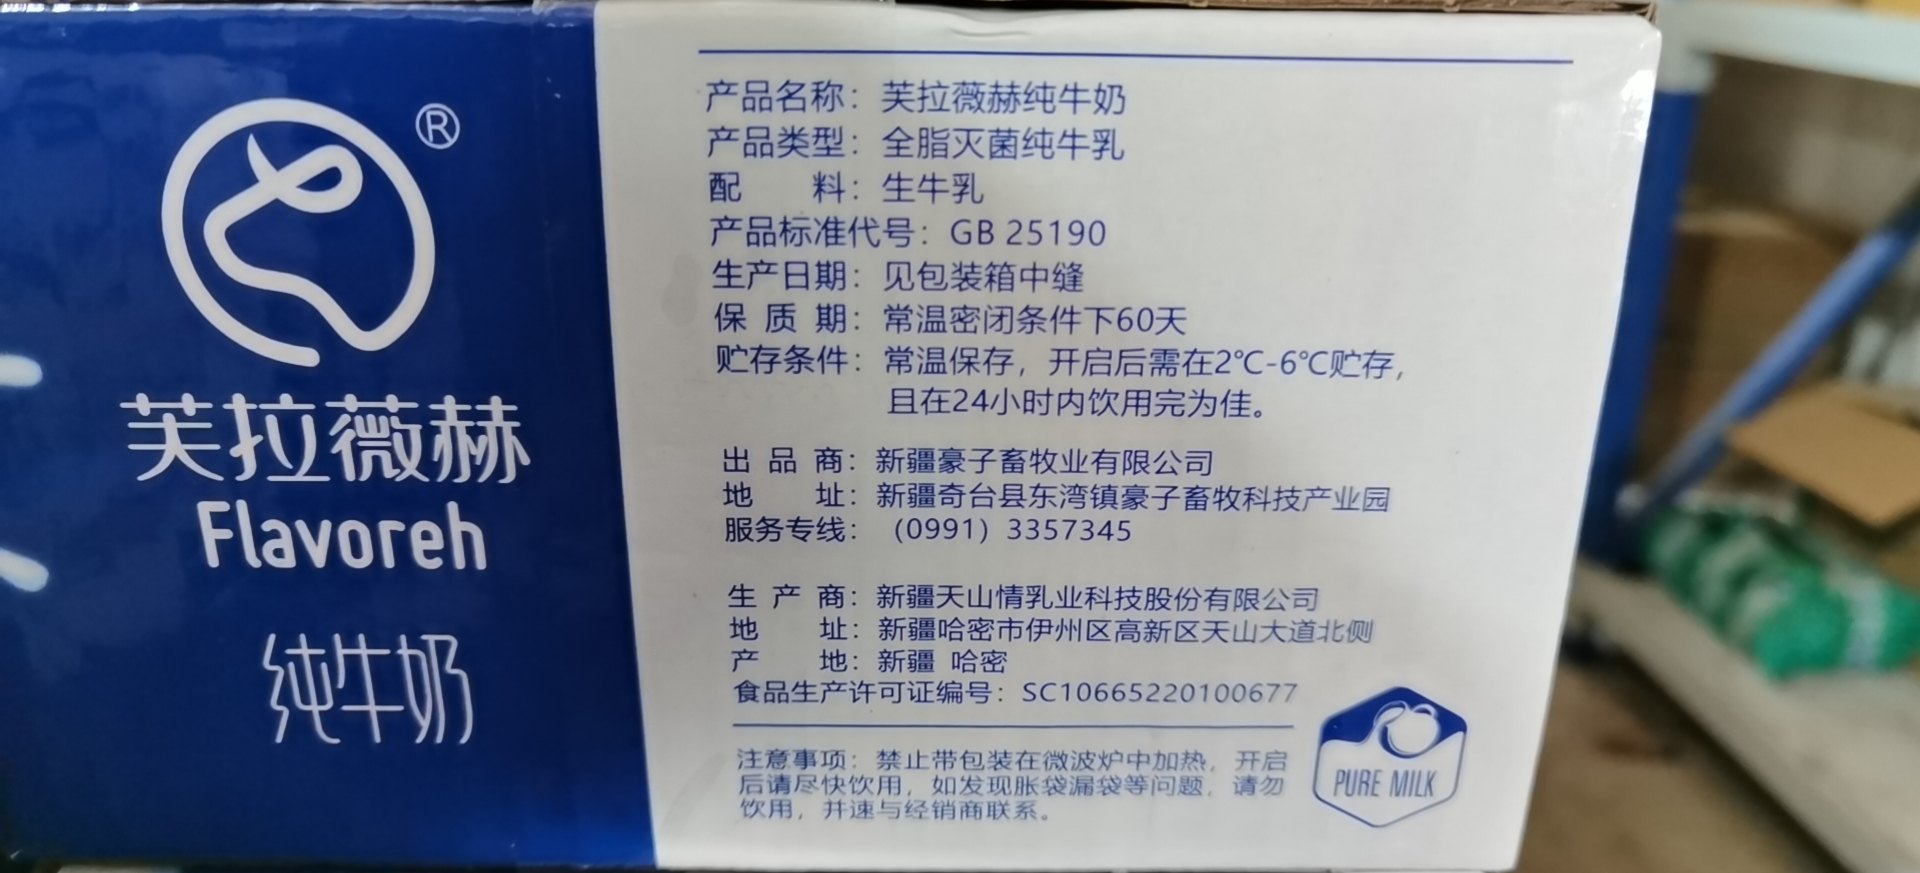 ®
芙拉薇赫
Flavoreh
纯牛奶
产品名称：芙拉薇赫纯牛奶
产品类型：全脂灭菌纯牛乳
配 料：生牛乳
产品标准代号：GB 25190
生产日期：见包装箱中缝
保 质 期：常温密闭条件下60天
贮存条件：常温保存，开启后需在2℃-6℃贮存，
且在24小时内饮用完为佳。
出 品 商：新疆豪子畜牧业有限公司
地 址：新疆奇台县东湾镇豪子畜牧科技产业园
服务专线：（0991）3357345
生 产 商：新疆天山情乳业科技股份有限公司
地 址：新疆哈密市伊州区高新区天山大道北侧
产 地：新疆 哈密
食品生产许可证编号：SC10665220100677
注意事项：禁止带包装在微波炉中加热，开启
后请尽快饮用，如发现胀袋漏袋等问题，请勿
饮用，并速与经销商联系。
PURE MILK